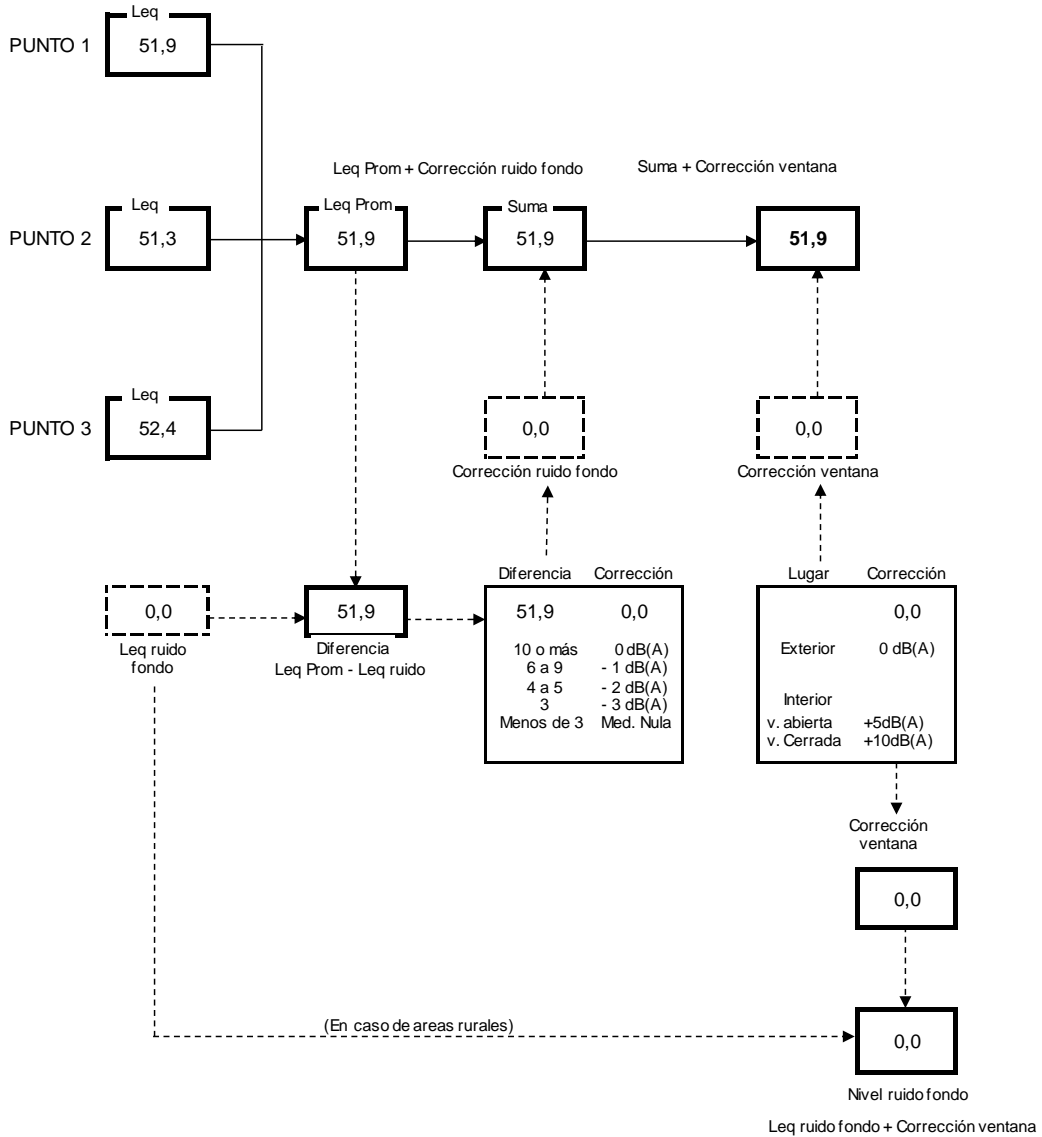 Leq
PUNTO 1
51,9
Leq Prom + Corrección ruido fondo
Suma + Corrección ventana
Leq
Leq Prom
Suma
PUNTO 2
51,3
51,9
51,9
51,9
Leq
PUNTO 3
52,4
0,0
0,0
Corrección ruido fondo
Corrección ventana
Diferencia Corrección
Lugar Corrección
0,0
51,9
51,9 0,0
0,0
Leq ruido
fondo
Diferencia
Leq Prom - Leq ruido
10 o más 0 dB(A)
6 a 9 - 1 dB(A)
4 a 5 - 2 dB(A)
3 - 3 dB(A)
Menos de 3 Med. Nula
Exterior 0 dB(A)
Interior
v. abierta +5dB(A)
v. Cerrada +10dB(A)
Corrección
ventana
0,0
(En caso de areas rurales)
0,0
Nivel ruido fondo
Leq ruido fondo + Corrección ventana